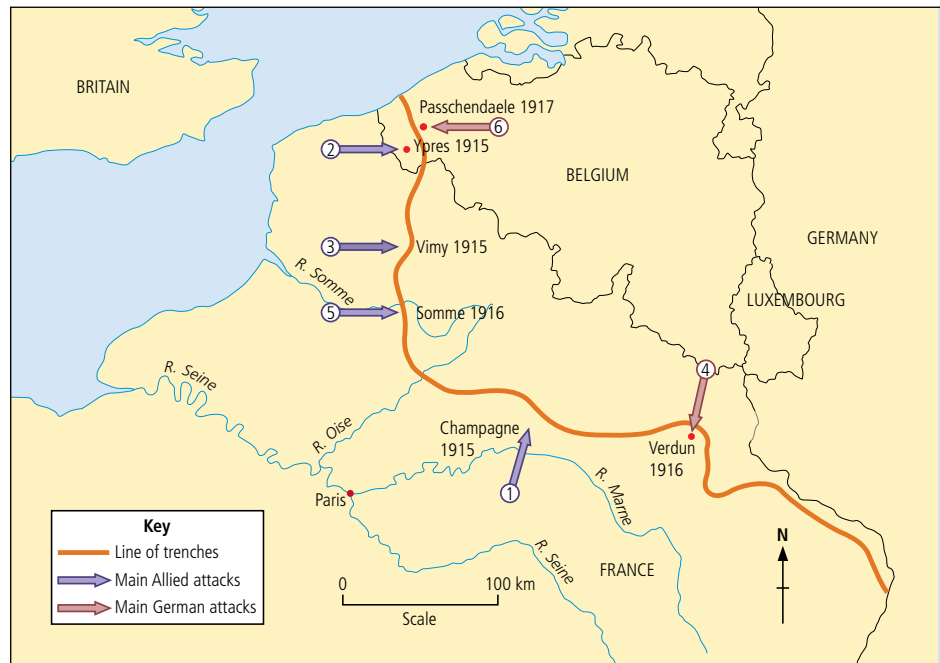 BRITAIN
Passchendaele 1917
6
2
Ypres 1915
BELGIUM
3
Vimy 1915
GERMANY
R. Somme
LUXEMBOURG
5
Somme 1916
R. Seine
4
R. Oise
Champagne
1915
Verdun
1916
Paris
1
R. Marne
R. Seine
FRANCE
N
Key
Line of trenches
Main Allied attacks
Main German attacks
0
100 km
Scale